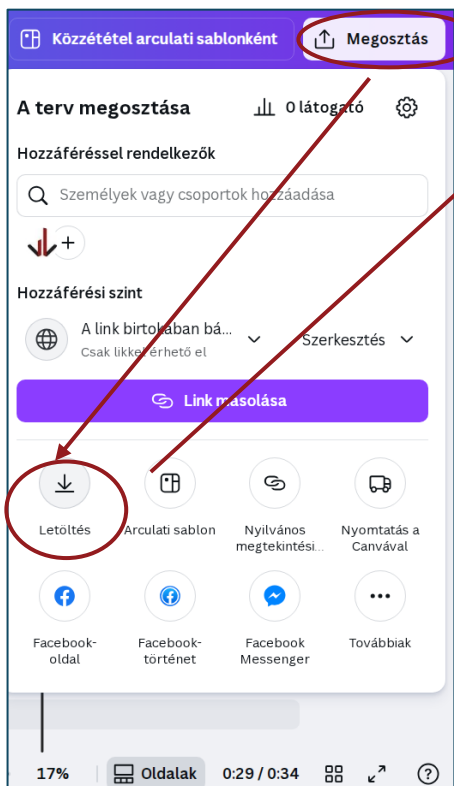 Közzététel arculati sablonként
Megosztás
A terv megosztása
0 látogató
Hozzáféréssel rendelkezők
Személyek vagy csoportok hozzáadása
Hozzáférési szint
A link birtokában bá...
Csak likkel érhető el
Szerkesztés
Link másolása
Letöltés
Arculati sablon
Nyilvános
megtekintési...
Nyomtatás a
Canvával
Facebook-
oldal
Facebook-
történet
Facebook
Messenger
Továbbiak
17%
Oldalak
0:29 / 0:34